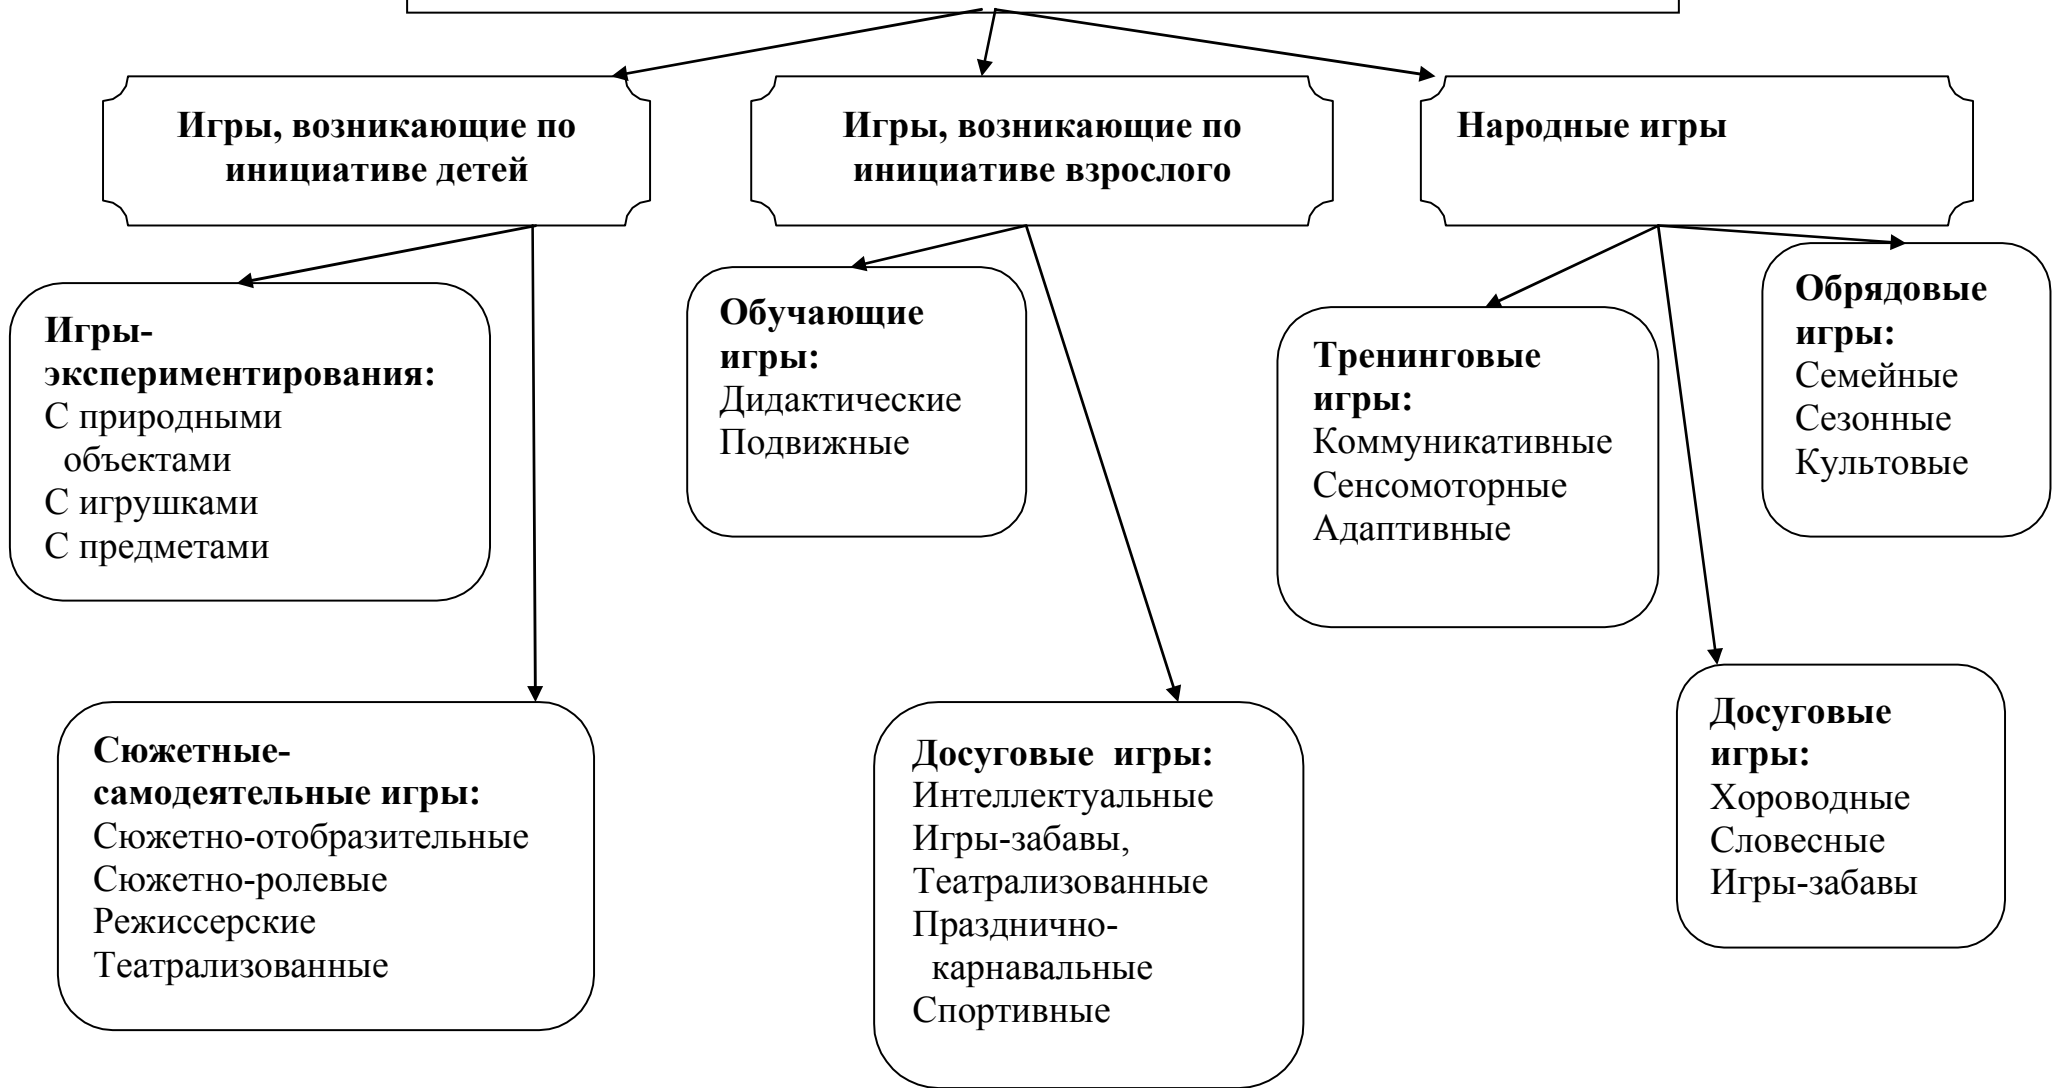 Игры, возникающие по
инициативе детей
Игры, возникающие по
инициативе взрослого
Народные игры
Игры-
экспериментирования:
С природными
объектами
С игрушками
С предметами
Обучающие
игры:
Дидактические
Подвижные
Тренинговые
игры:
Коммуникативные
Сенсомоторные
Адаптивные
Обрядовые
игры:
Семейные
Сезонные
Культовые
Сюжетные-
самодеятельные игры:
Сюжетно-отобразительные
Сюжетно-ролевые
Режиссерские
Театрализованные
Досуговые  игры:
Интеллектуальные
Игры-забавы,
Театрализованные
Празднично-
карнавальные
Спортивные
Досуговые
игры:
Хороводные
Словесные
Игры-забавы